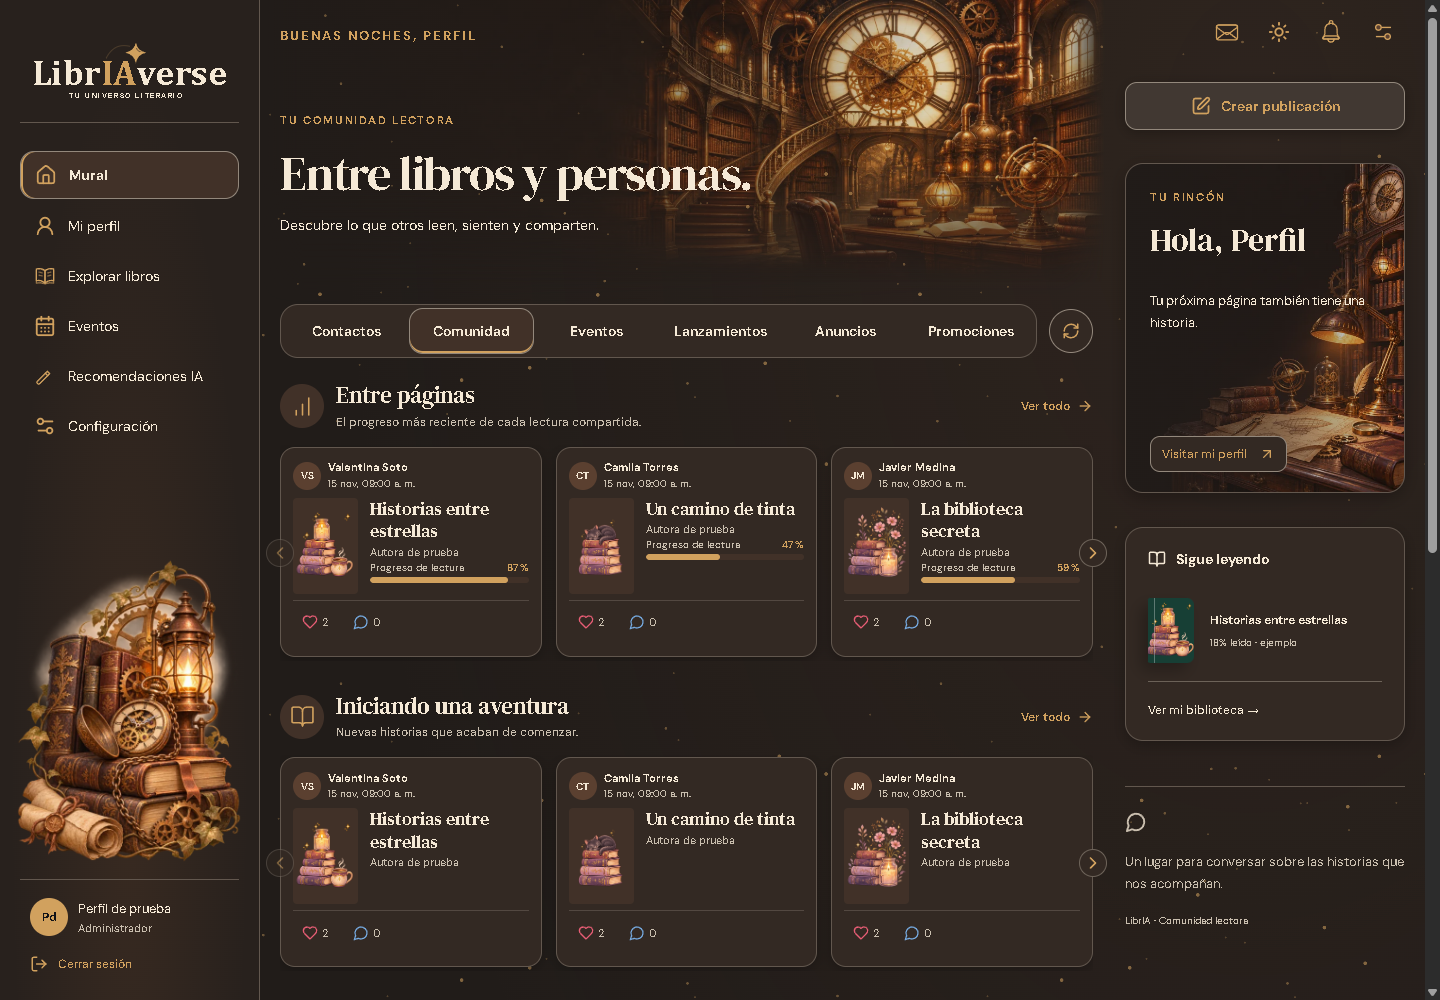 LibrIAverse
TU UNIVERSO LITERARIO
Mural
Mi perfil
Explorar libros
Eventos
Recomendaciones IA
Configuración
Pd
Perfil de prueba
Administrador
Cerrar sesión
BUENAS NOCHES, PERFIL
TU COMUNIDAD LECTORA
Entre libros y personas.
Descubre lo que otros leen, sienten y comparten.
Contactos
Comunidad
Eventos
Lanzamientos
Anuncios
Promociones
Entre páginas
El progreso más reciente de cada lectura compartida.
Ver todo →
VS
Valentina Soto
15 nov, 09:00 a. m.
Historias entre
estrellas
Autora de prueba
Progreso de lectura 87 %
2 0
CT
Camila Torres
15 nov, 09:00 a. m.
Un camino de tinta
Autora de prueba
Progreso de lectura 47 %
2 0
JM
Javier Medina
15 nov, 09:00 a. m.
La biblioteca
secreta
Autora de prueba
Progreso de lectura 59 %
2 0
Iniciando una aventura
Nuevas historias que acaban de comenzar.
Ver todo →
VS
Valentina Soto
15 nov, 09:00 a. m.
Historias entre
estrellas
Autora de prueba
2 0
CT
Camila Torres
15 nov, 09:00 a. m.
Un camino de tinta
Autora de prueba
2 0
JM
Javier Medina
15 nov, 09:00 a. m.
La biblioteca
secreta
Autora de prueba
2 0
Crear publicación
TU RINCÓN
Hola, Perfil
Tu próxima página también tiene una
historia.
Visitar mi perfil
Sigue leyendo
Historias entre estrellas
18% leído · ejemplo
Ver mi biblioteca →
Un lugar para conversar sobre las historias que
nos acompañan.
LibrIA · Comunidad lectora